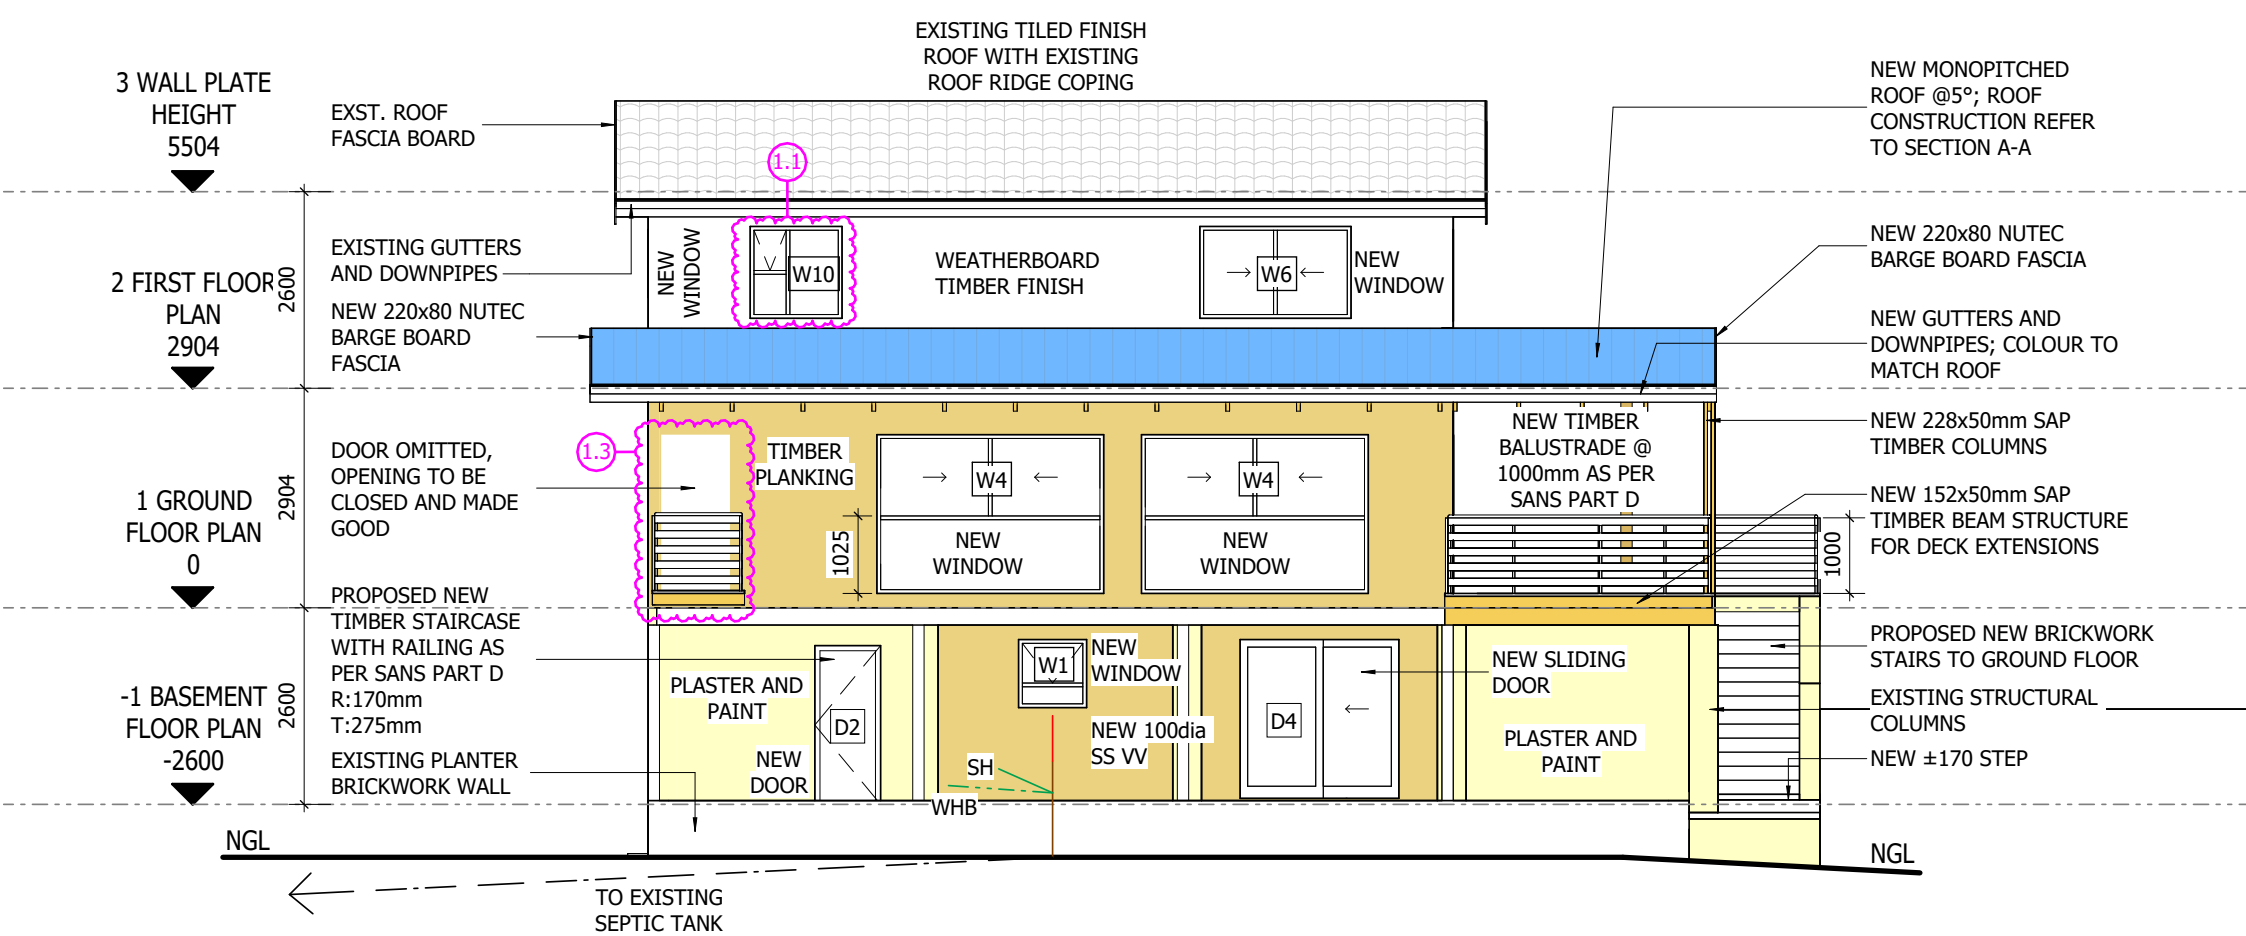 EXISTING TILED FINISH
ROOF WITH EXISTING
ROOF RIDGE COPING
3 WALL PLATE
HEIGHT
5504
EXST. ROOF
FASCIA BOARD
1.1
NEW MONOPITCHED
ROOF @5°; ROOF
CONSTRUCTION REFER
TO SECTION A-A
2 FIRST FLOOR
PLAN
2904
2600
EXISTING GUTTERS
AND DOWNPIPES
NEW 220x80 NUTEC
BARGE BOARD
FASCIA
NEW
WINDOW
W10
WEATHERBOARD
TIMBER FINISH
W6
NEW
WINDOW
NEW 220x80 NUTEC
BARGE BOARD FASCIA
NEW GUTTERS AND
DOWNPIPES; COLOUR TO
MATCH ROOF
1 GROUND
FLOOR PLAN
0
2904
DOOR OMITTED,
OPENING TO BE
CLOSED AND MADE
GOOD
1.3
TIMBER
PLANKING
1025
W4
NEW
WINDOW
W4
NEW
WINDOW
NEW TIMBER
BALUSTRADE @
1000mm AS PER
SANS PART D
1000
NEW 228x50mm SAP
TIMBER COLUMNS
NEW 152x50mm SAP
TIMBER BEAM STRUCTURE
FOR DECK EXTENSIONS
-1 BASEMENT
FLOOR PLAN
-2600
2600
PROPOSED NEW
TIMBER STAIRCASE
WITH RAILING AS
PER SANS PART D
R:170mm
T:275mm
EXISTING PLANTER
BRICKWORK WALL
PLASTER AND
PAINT
D2
NEW
DOOR
W1
NEW
WINDOW
NEW 100dia
SS VV
SH
WHB
D4
NEW SLIDING
DOOR
PLASTER AND
PAINT
PROPOSED NEW BRICKWORK
STAIRS TO GROUND FLOOR
EXISTING STRUCTURAL
COLUMNS
NEW ±170 STEP
NGL
NGL
TO EXISTING
SEPTIC TANK